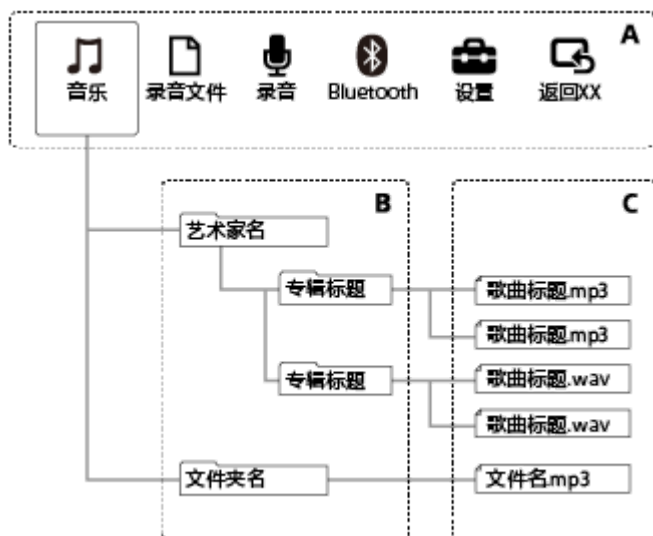 A
音乐
录音文件
录音
Bluetooth
设置
返回XX
B
C
艺术家名
专辑标题
歌曲标题.mp3
歌曲标题.mp3
专辑标题
歌曲标题.wav
歌曲标题.wav
文件夹名
文件名.mp3